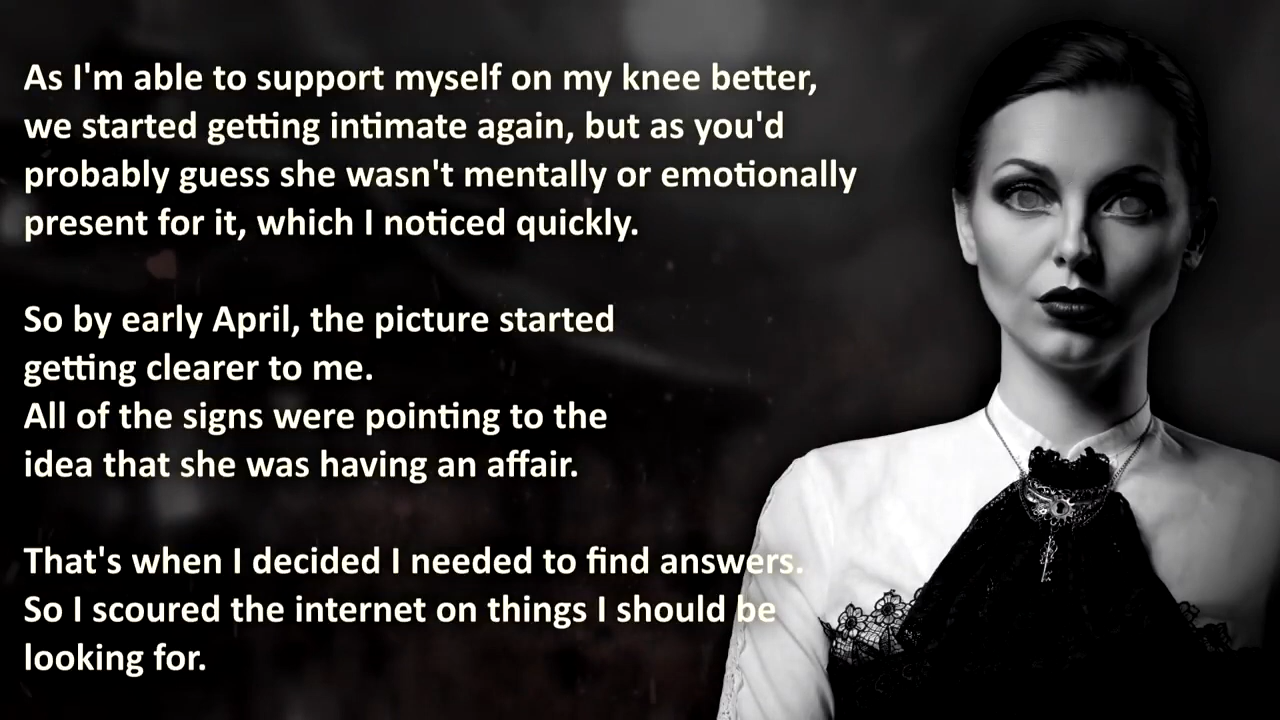 As I'm able to support myself on my knee better,
we started getting intimate again, but as you'd
probably guess she wasn't mentally or emotionally
present for it, which I noticed quickly.
So by early April, the picture started
getting clearer to me.
All of the signs were pointing to the
idea that she was having an affair.
That's when I decided I needed to find answers.
So I scoured the internet on things I should be
looking for.